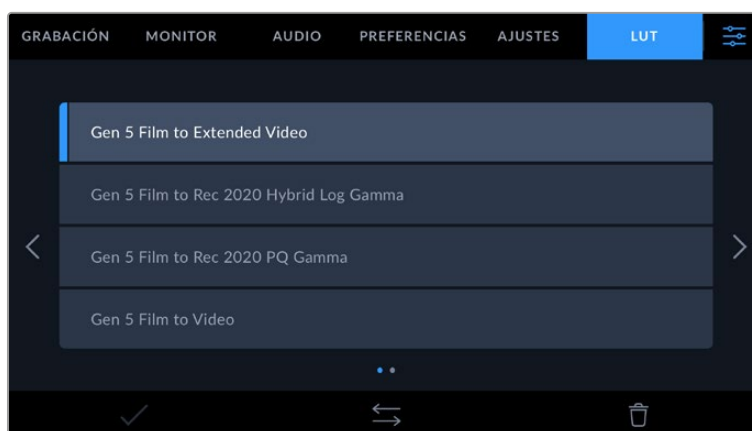 GRABACIÓN MONITOR AUDIO PREFERENCIAS AJUSTES LUT
Gen 5 Film to Extended Video
Gen 5 Film to Rec 2020 Hybrid Log Gamma
Gen 5 Film to Rec 2020 PQ Gamma
Gen 5 Film to Video